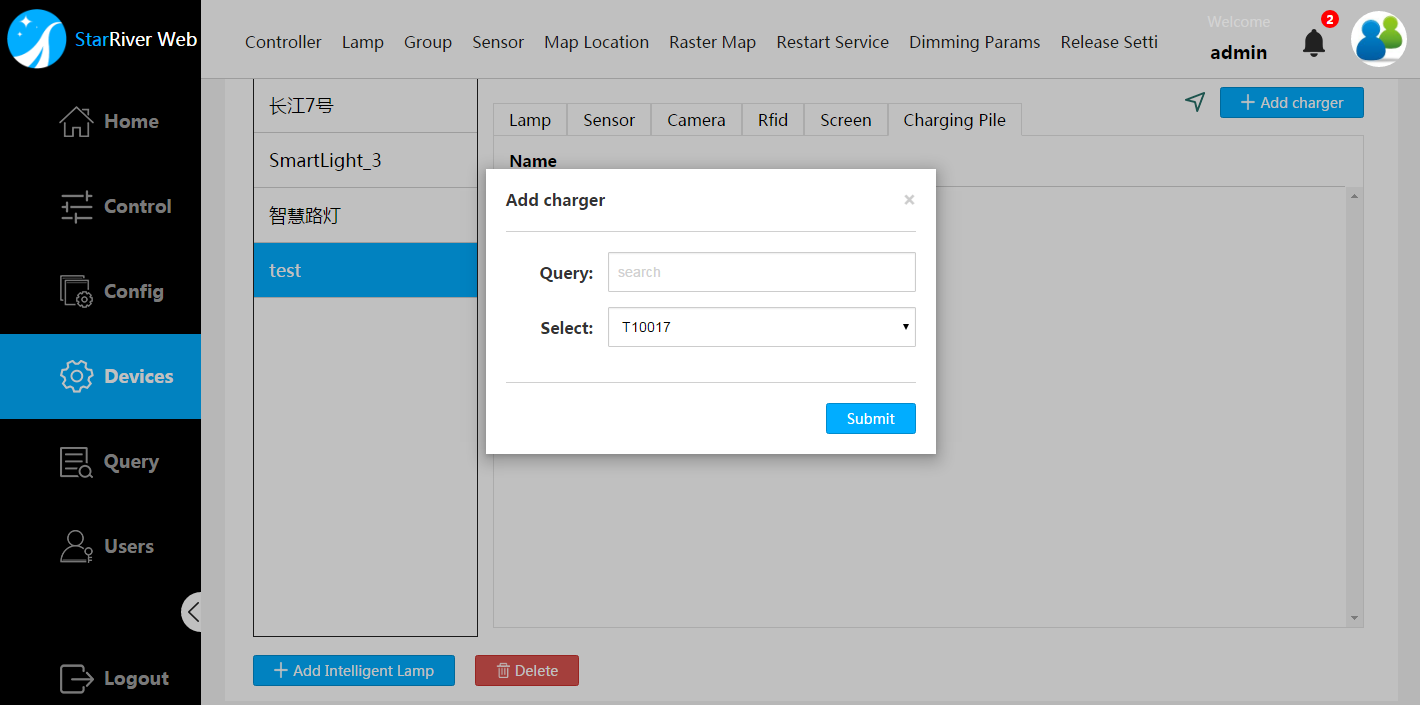 StarRiver Web
Controller Lamp Group Sensor Map Location Raster Map Restart Service Dimming Params Release Setti
Welcome
admin
2
Home
Control
Config
Devices
Query
Users
Logout
长江7号
SmartLight_3
智慧路灯
test
Add charger
Lamp Sensor Camera Rfid Screen Charging Pile
Name
Add charger ×
Query: search
Select: T10017
Submit
Add Intelligent Lamp Delete